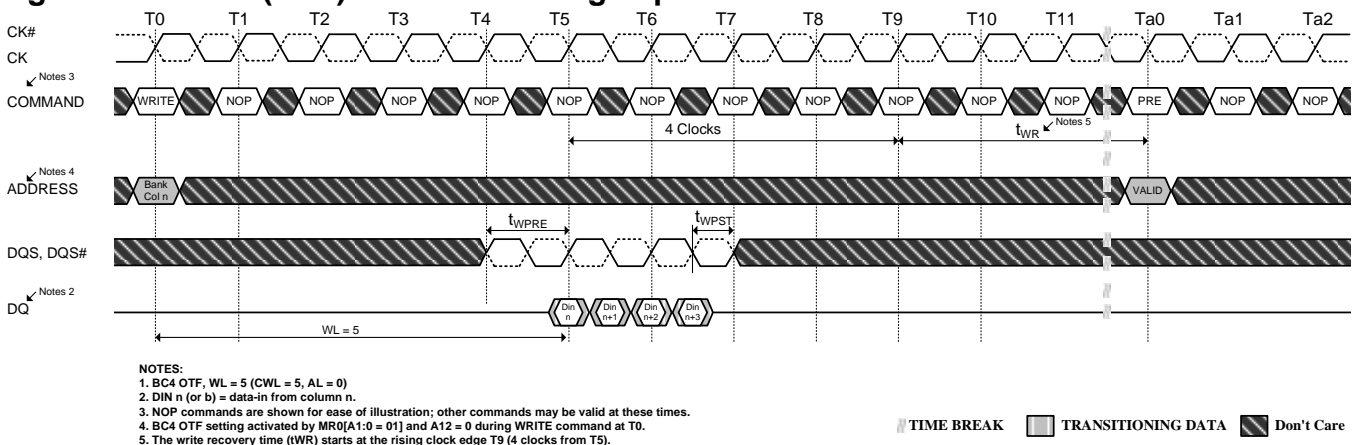 T0 T1 T2 T3 T4 T5 T6 T7 T8 T9 T10 T11 Ta0 Ta1 Ta2
CK#
CK
Notes 3
COMMAND
WRITE NOP NOP NOP NOP NOP NOP NOP NOP NOP NOP NOP PRE NOP NOP
4 Clocks
tWR
Notes 5
Notes 4
ADDRESS
Bank
Col n
VALID
tWPRE
tWPST
DQS, DQS#
Notes 2
DQ
Din
n
Din
n+1
Din
n+2
Din
n+3
WL = 5
NOTES:
1. BC4 OTF, WL = 5 (CWL = 5, AL = 0)
2. DIN n (or b) = data-in from column n.
3. NOP commands are shown for ease of illustration; other commands may be valid at these times.
4. BC4 OTF setting activated by MR0[A1:0 = 01] and A12 = 0 during WRITE command at T0.
5. The write recovery time (tWR) starts at the rising clock edge T9 (4 clocks from T5).
TIME BREAK
TRANSITIONING DATA
Don't Care